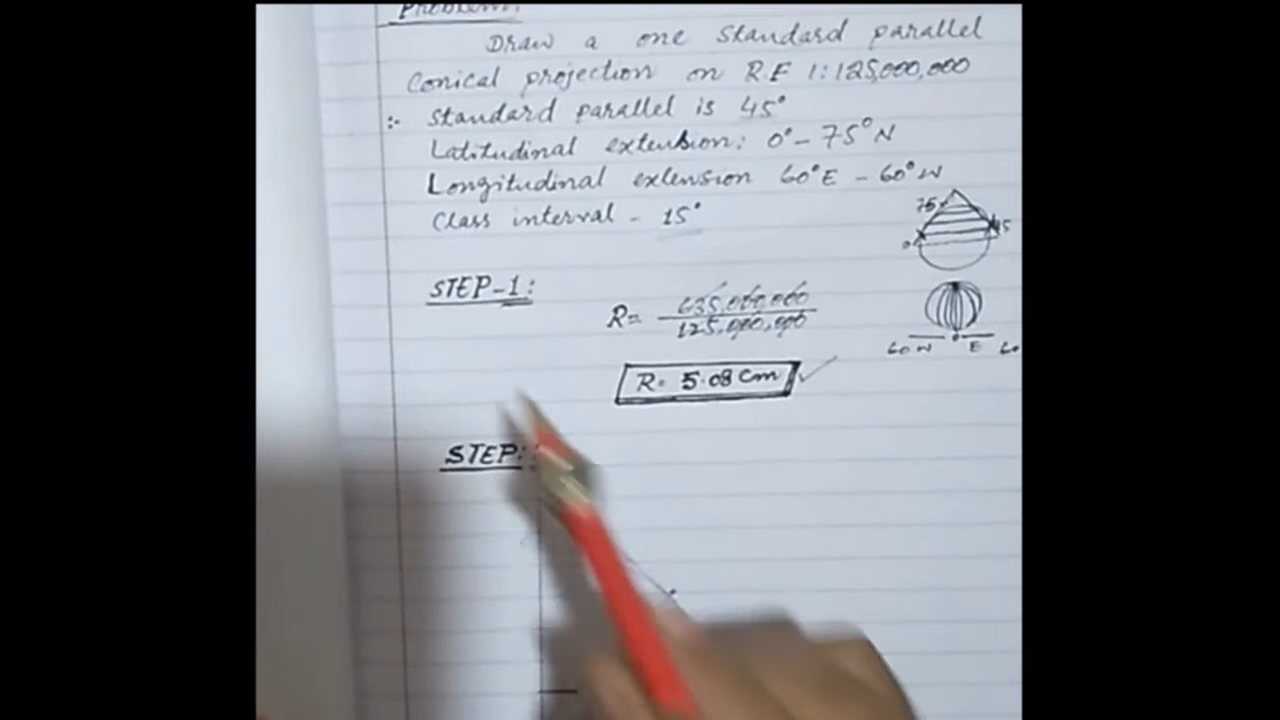 Problem:
Draw a one standard parallel
Conical projection on R.F 1:125,000,000
:- Standard parallel is 45°
Latitudinal extension: 0° - 75° N
Longitudinal extension 60°E - 60° W
Class interval - 15°
75
45
0
STEP-1:
R= 635,000,000
125,000,000
60 W E 60
R= 5.08 cm
STEP: